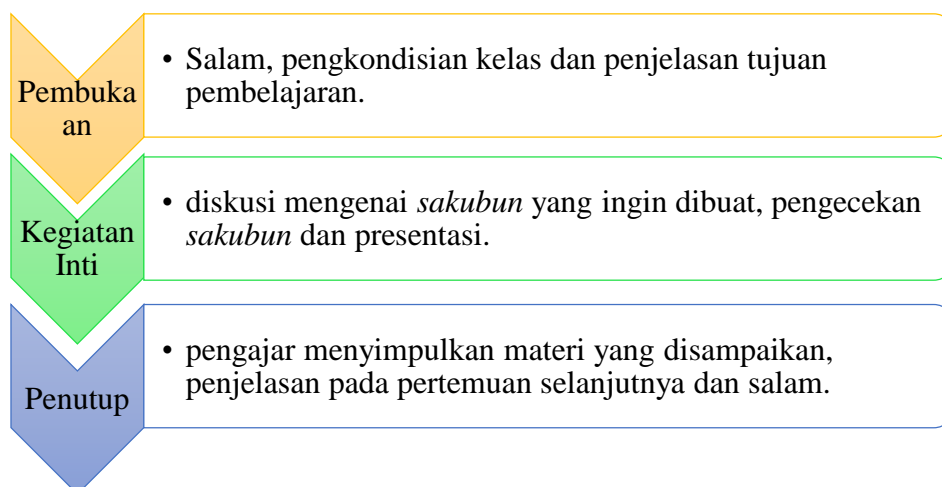 Pembuka
an
• Salam, pengkondisian kelas dan penjelasan tujuan
pembelajaran.
Kegiatan
Inti
• diskusi mengenai sakubun yang ingin dibuat, pengecekan
sakubun dan presentasi.
Penutup
• pengajar menyimpulkan materi yang disampaikan,
penjelasan pada pertemuan selanjutnya dan salam.